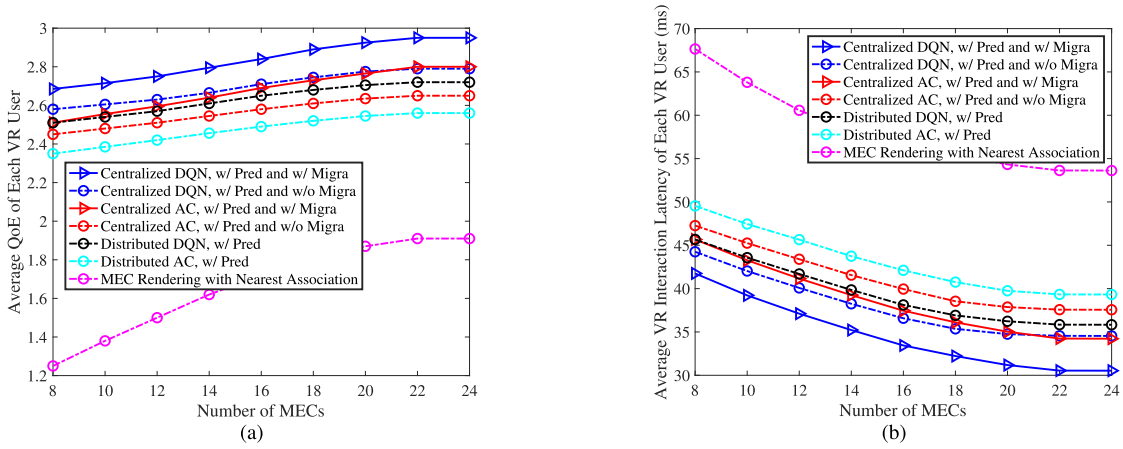 3
2.8
2.6
2.4
2.2
2
1.8
1.6
1.4
1.2
Average QoE of Each VR User
Centralized DQN, w/ Pred and w/ Migra
Centralized DQN, w/ Pred and w/o Migra
Centralized AC, w/ Pred and w/ Migra
Centralized AC, w/ Pred and w/o Migra
Distributed DQN, w/ Pred
Distributed AC, w/ Pred
MEC Rendering with Nearest Association
8 10 12 14 16 18 20 22 24
Number of MECs
(a)
70
65
60
55
50
45
40
35
30
Average VR Interaction Latency of Each VR User (ms)
Centralized DQN, w/ Pred and w/ Migra
Centralized DQN, w/ Pred and w/o Migra
Centralized AC, w/ Pred and w/ Migra
Centralized AC, w/ Pred and w/o Migra
Distributed DQN, w/ Pred
Distributed AC, w/ Pred
MEC Rendering with Nearest Association
8 10 12 14 16 18 20 22 24
Number of MECs
(b)